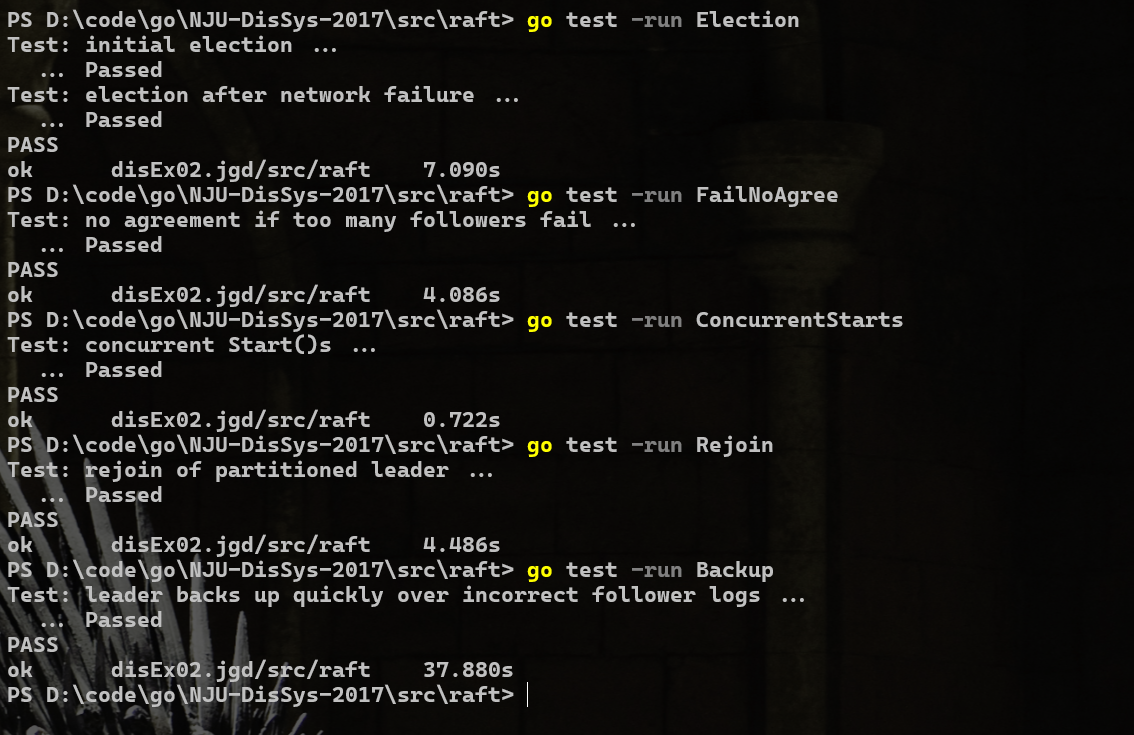 PS D:\code\go\NJU-DisSys-2017\src\raft> go test -run Election
Test: initial election ...
  ... Passed
Test: election after network failure ...
  ... Passed
PASS
ok      disEx02.jgd/src/raft    7.090s
PS D:\code\go\NJU-DisSys-2017\src\raft> go test -run FailNoAgree
Test: no agreement if too many followers fail ...
  ... Passed
PASS
ok      disEx02.jgd/src/raft    4.086s
PS D:\code\go\NJU-DisSys-2017\src\raft> go test -run ConcurrentStarts
Test: concurrent Start()s ...
  ... Passed
PASS
ok      disEx02.jgd/src/raft    0.722s
PS D:\code\go\NJU-DisSys-2017\src\raft> go test -run Rejoin
Test: rejoin of partitioned leader ...
  ... Passed
PASS
ok      disEx02.jgd/src/raft    4.486s
PS D:\code\go\NJU-DisSys-2017\src\raft> go test -run Backup
Test: leader backs up quickly over incorrect follower logs ...
  ... Passed
PASS
ok      disEx02.jgd/src/raft    37.880s
PS D:\code\go\NJU-DisSys-2017\src\raft>